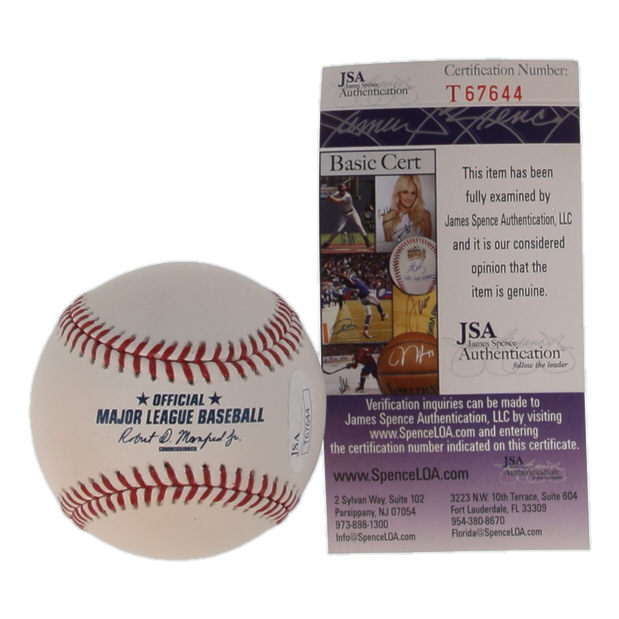 JSA
James Spence
Authentication
Certification Number:
T67644
James Spence
Basic Cert
This item has been
fully examined by
James Spence Authentication, LLC
and it is our considered
opinion that the
item is genuine.
JSA
James Spence
Authentication
follow the leader
Verification inquiries can be made to
James Spence Authentication, LLC by visiting
www.SpenceLOA.com and entering
the certification number indicated on this certificate.
www.SpenceLOA.com
JSA
Authentication
2 Sylvan Way, Suite 102
Parsippany, NJ 07054
973-898-1300
Info@SpenceLOA.com
3223 N.W. 10th Terrace, Suite 604
Fort Lauderdale, FL 33309
954-380-8670
Florida@SpenceLOA.com
★ OFFICIAL ★
MAJOR LEAGUE BASEBALL
Robert D. Manfred Jr.
COMMISSIONER
JSA
T67644